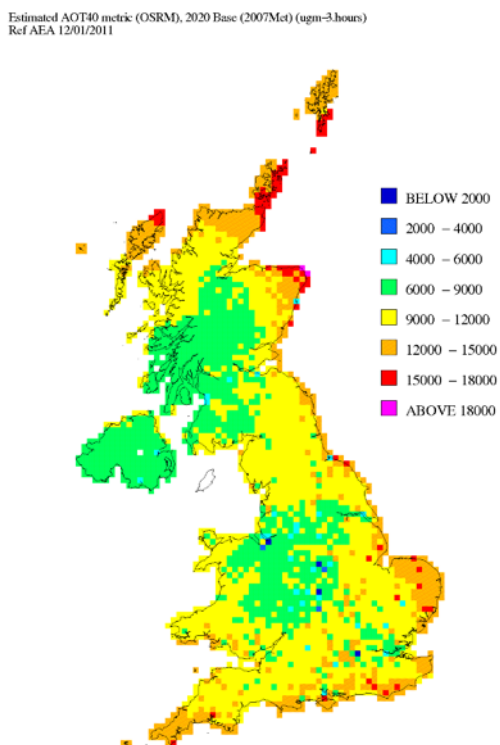 Estimated AOT40 metric (OSRM), 2020 Base (2007Met) (ugm-3.hours)
Ref AEA 12/01/2011
BELOW 2000
2000 - 4000
4000 - 6000
6000 - 9000
9000 - 12000
12000 - 15000
15000 - 18000
ABOVE 18000